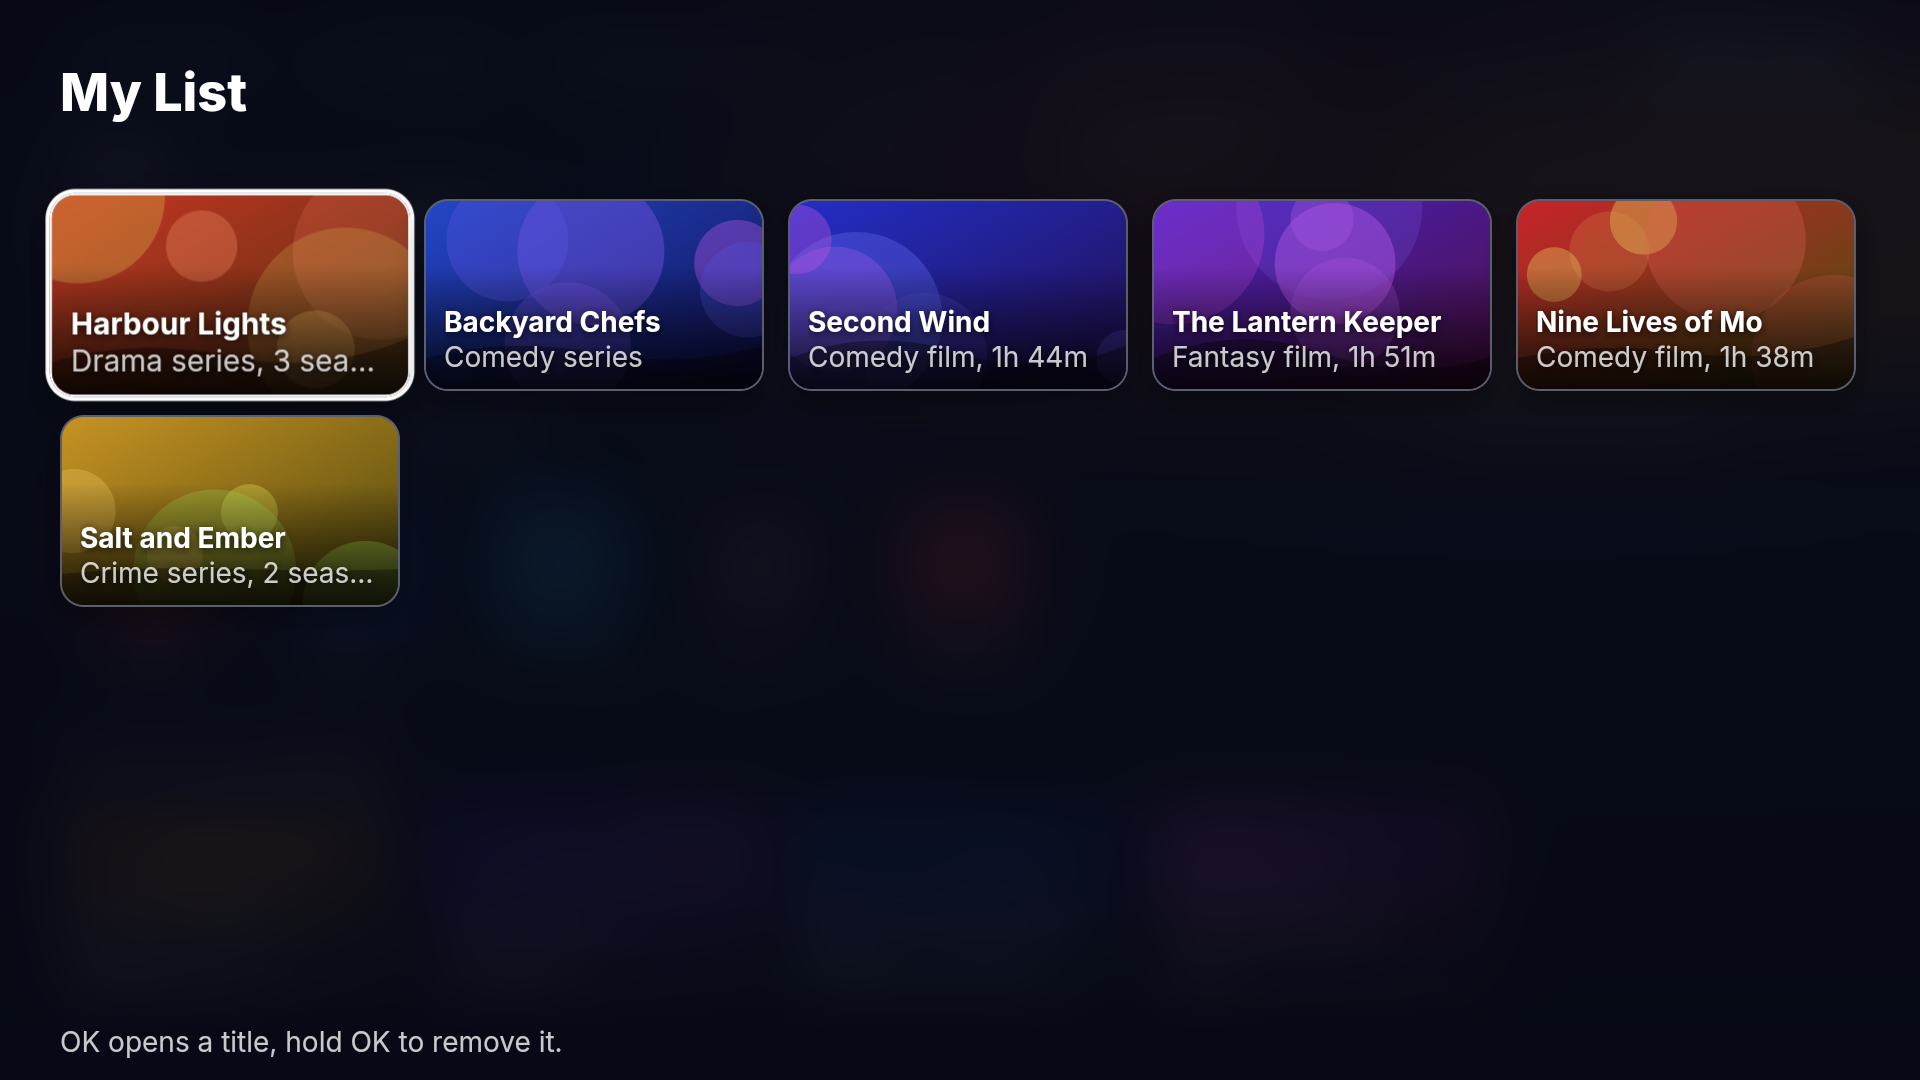 My List
Harbour Lights
Drama series, 3 sea...
Backyard Chefs
Comedy series
Second Wind
Comedy film, 1h 44m
The Lantern Keeper
Fantasy film, 1h 51m
Nine Lives of Mo
Comedy film, 1h 38m
Salt and Ember
Crime series, 2 seas...
OK opens a title, hold OK to remove it.